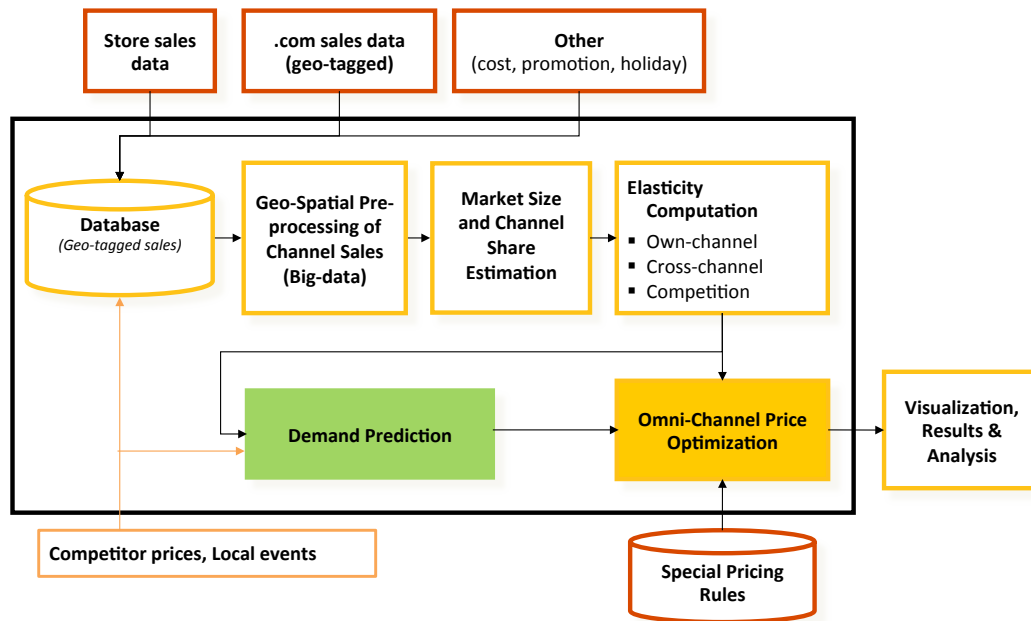 Store sales
data
.com sales data
(geo-tagged)
Other
(cost, promotion, holiday)
Database
(Geo-tagged sales)
Geo-Spatial Pre-
processing of
Channel Sales
(Big-data)
Market Size
and Channel
Share
Estimation
Elasticity
Computation
▪ Own-channel
▪ Cross-channel
▪ Competition
Demand Prediction
Omni-Channel Price
Optimization
Visualization,
Results &
Analysis
Competitor prices, Local events
Special Pricing
Rules